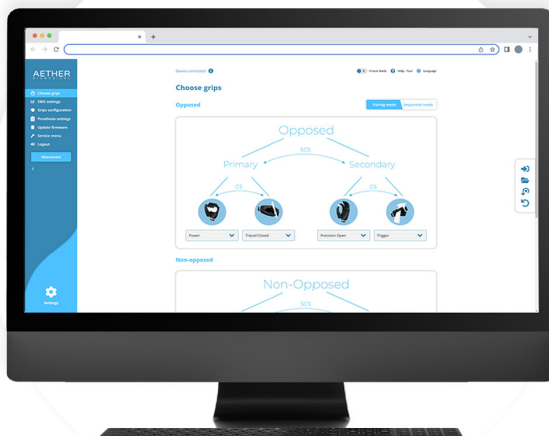 AETHER
BIOMEDICAL
Choose grips
EMG settings
Grips configuration
Prosthesis settings
Update firmware
Service menu
Logout
Disconnect
Settings
Device connected
Freeze Mode
Help / Tour
Language
Choose grips
Opposed
Pairing mode
Sequential mode
Opposed
SCS
Primary
Secondary
CS
CS
Power
Tripod Closed
Precision Open
Trigger
Non-opposed
Non-Opposed
SCS